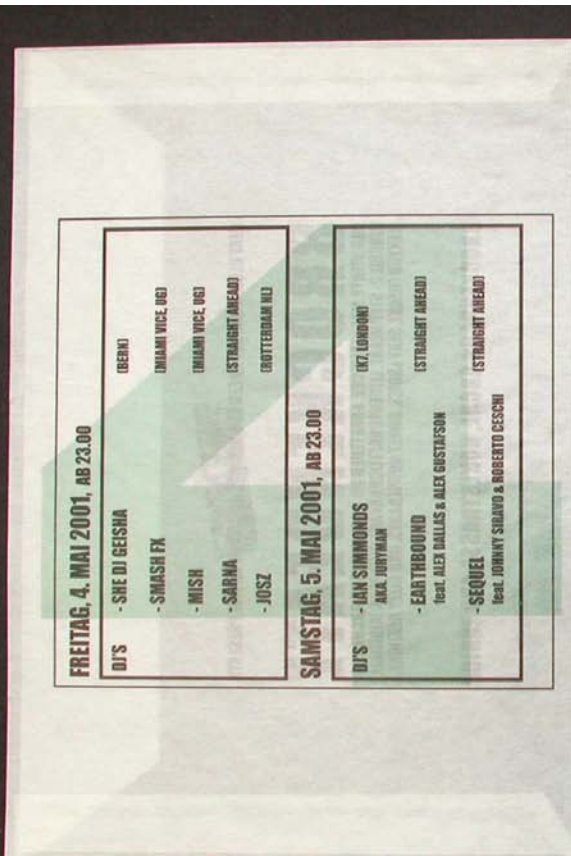 FREITAG, 4. MAI 2001, AB 23.00
DJ'S - SHE DJ GEISHA (BERN)
- SMASH FX (MIAMI VICE, UG)
- MISH (MIAMI VICE, UG)
- SARNA (STRAIGHT AHEAD)
- JOSZ (ROTTERDAM NL)
SAMSTAG, 5. MAI 2001, AB 23.00
DJ'S - IAN SIMMONDS (K7, LONDON)
AKA. JURYMAN
- EARTHBOUND (STRAIGHT AHEAD)
feat. ALEX DALLAS & ALEX GUSTAFSON
- SEQUEL (STRAIGHT AHEAD)
feat. JOHNNY SIRAVO & ROBERTO CESCHI